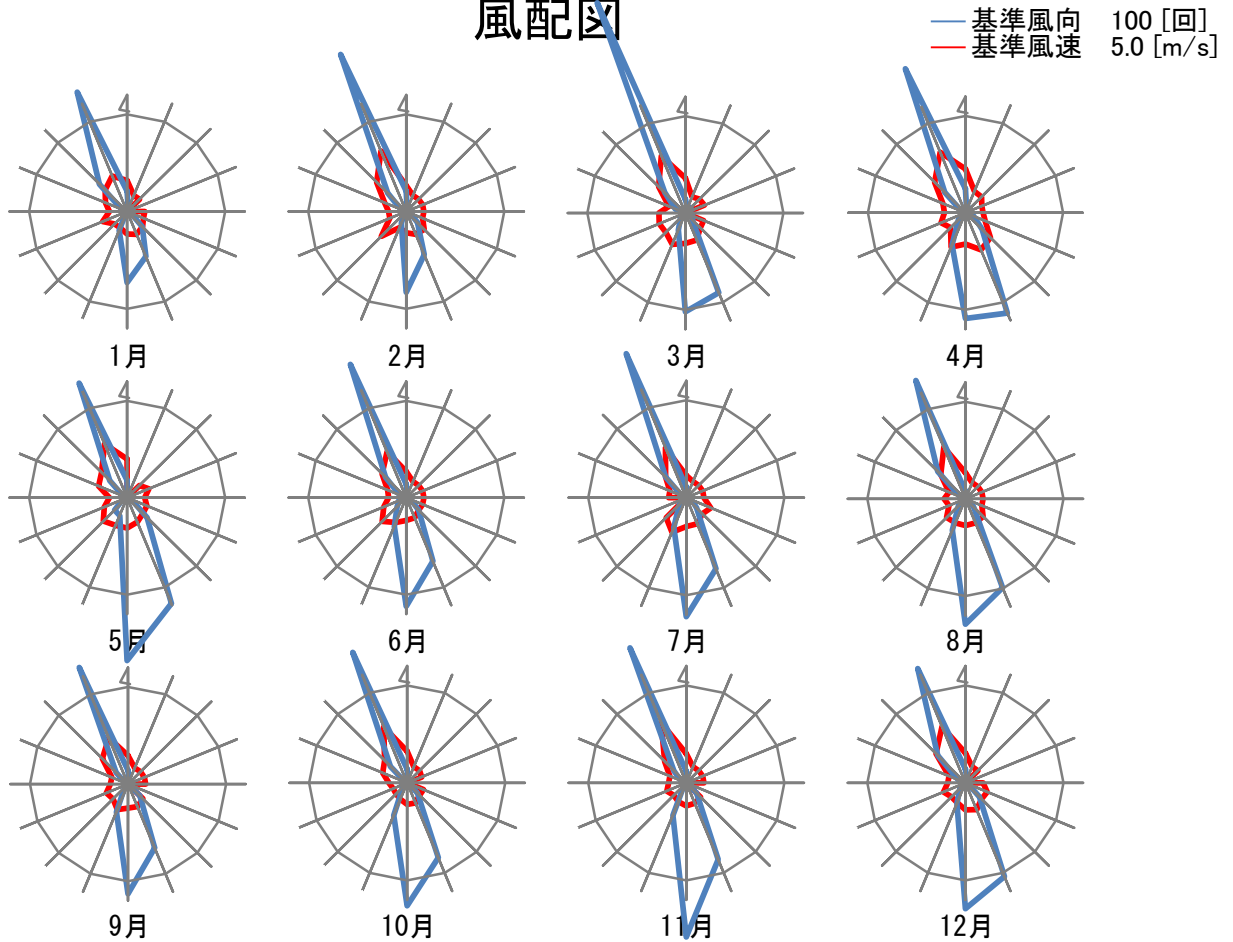 風配図
基準風向 100 [回]
基準風速 5.0 [m/s]
1月
2月
3月
4月
5月
6月
7月
8月
9月
10月
11月
12月